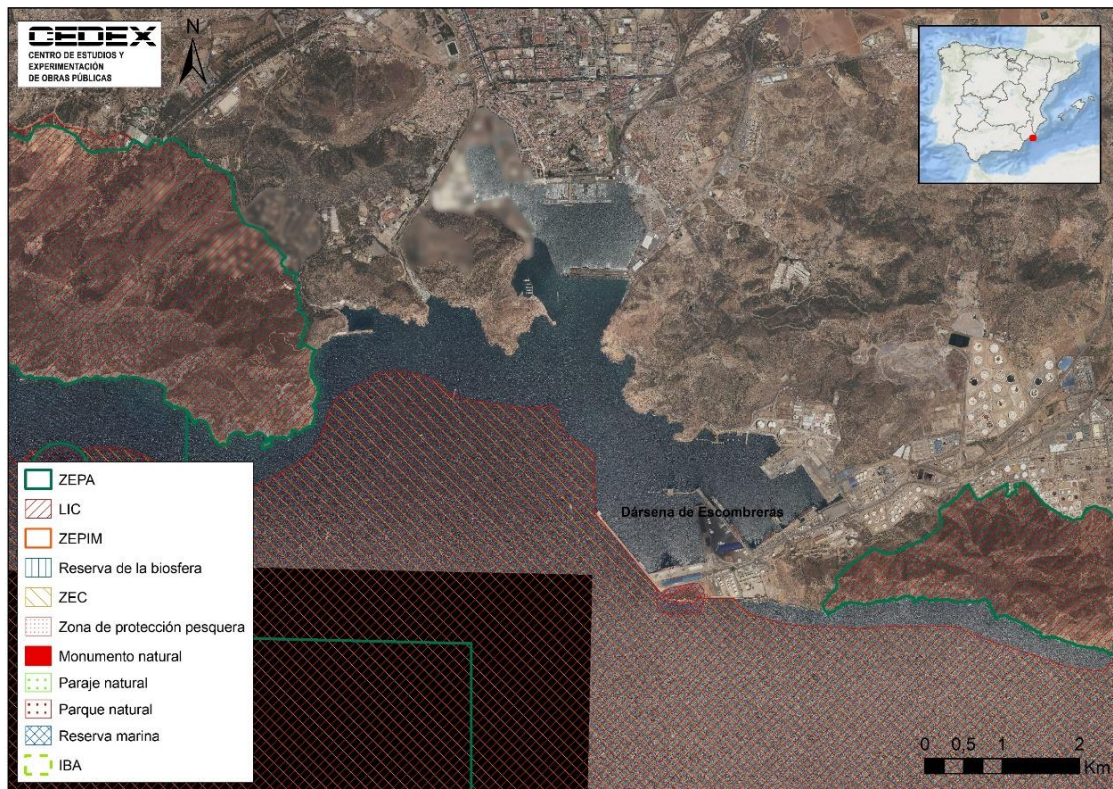 CEDEX
CENTRO DE ESTUDIOS Y
EXPERIMENTACIÓN
DE OBRAS PÚBLICAS
N
Dársena de Escombreras
ZEPA
LIC
ZEPIM
Reserva de la biosfera
ZEC
Zona de protección pesquera
Monumento natural
Paraje natural
Parque natural
Reserva marina
IBA
0 0,5 1 2
Km